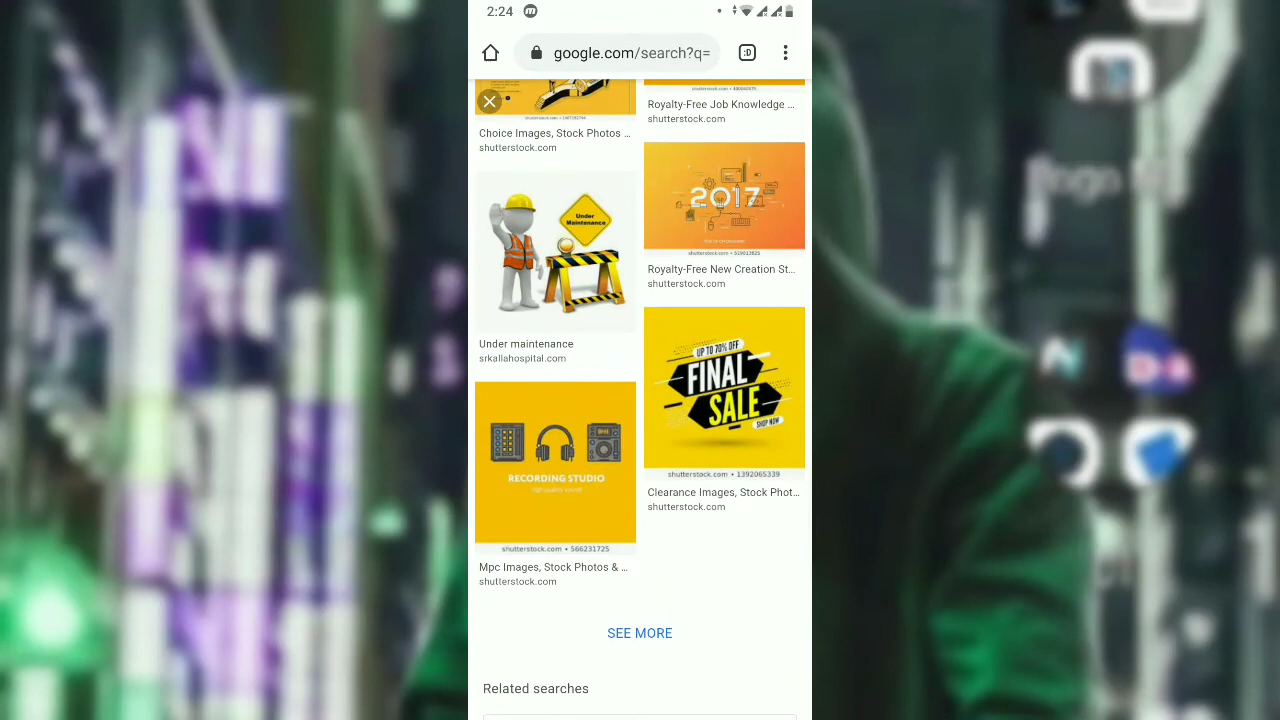 2:24
google.com/search?q=
:D
Choice Images, Stock Photos ...
shutterstock.com
Under
Maintenance
Under maintenance
srkallahospital.com
RECORDING STUDIO
shutterstock.com • 566231725
Mpc Images, Stock Photos & ...
shutterstock.com
Royalty-Free Job Knowledge ...
shutterstock.com
2017
Royalty-Free New Creation St...
shutterstock.com
UP TO 70% OFF
FINAL
SALE
SHOP NOW
shutterstock.com • 1392065339
Clearance Images, Stock Phot...
shutterstock.com
SEE MORE
Related searches